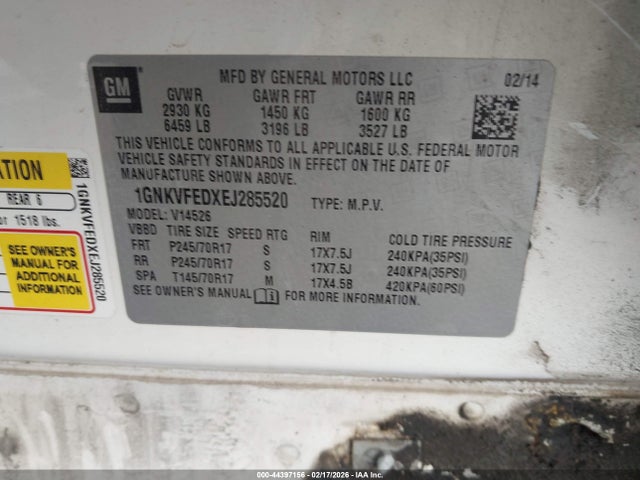 GM
MFD BY GENERAL MOTORS LLC 02/14
GVWR GAWR FRT GAWR RR
2930 KG 1450 KG 1600 KG
6459 LB 3196 LB 3527 LB
THIS VEHICLE CONFORMS TO ALL APPLICABLE U.S. FEDERAL MOTOR
VEHICLE SAFETY STANDARDS IN EFFECT ON THE DATE OF
MANUFACTURE SHOWN ABOVE.
1GNKVFEDXEJ285520 TYPE: M.P.V.
MODEL: V14526
VBBD TIRE SIZE SPEED RTG RIM COLD TIRE PRESSURE
FRT P245/70R17 S 17X7.5J 240KPA(35PSI)
RR P245/70R17 S 17X7.5J 240KPA(35PSI)
SPA T145/70R17 M 17X4.5B 420KPA(60PSI)
SEE OWNER'S MANUAL FOR MORE INFORMATION.
ATION
REAR 6
or 1518 lbs.
SEE OWNER'S
MANUAL FOR
ADDITIONAL
INFORMATION
1GNKVFEDXEJ285520
000-44397156 - 02/17/2026 - IAA Holdings, LLC